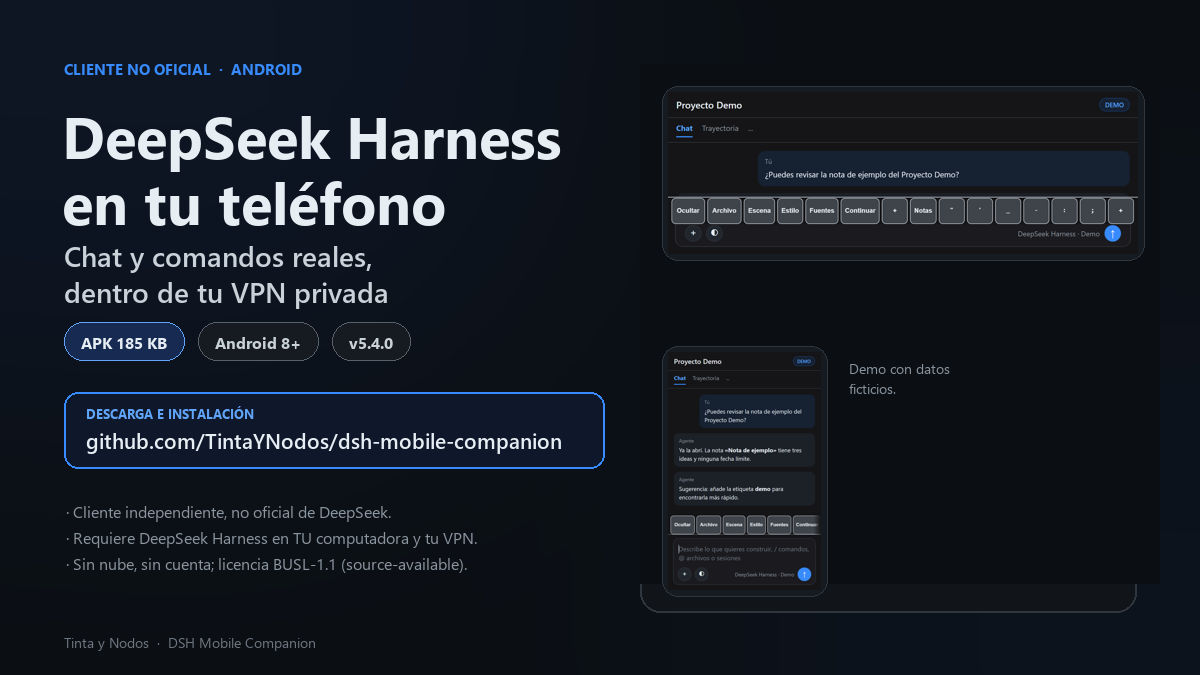 CLIENTE NO OFICIAL · ANDROID
DeepSeek Harness
en tu teléfono
Chat y comandos reales,
dentro de tu VPN privada
APK 185 KB
Android 8+
v5.4.0
DESCARGA E INSTALACIÓN
github.com/TintaYNodos/dsh-mobile-companion
· Cliente independiente, no oficial de DeepSeek.
· Requiere DeepSeek Harness en TU computadora y tu VPN.
· Sin nube, sin cuenta; licencia BUSL-1.1 (source-available).
Tinta y Nodos · DSH Mobile Companion
Proyecto Demo
DEMO
Chat Trayectoria ...
Tú
¿Puedes revisar la nota de ejemplo del Proyecto Demo?
Ocultar Archivo Escena Estilo Fuentes Continuar + Notas " ' _ - : ; +
+
DeepSeek Harness · Demo ↑
Proyecto Demo
DEMO
Chat Trayectoria ...
Tú
¿Puedes revisar la nota de ejemplo del
Proyecto Demo?
Agente
Ya la abrí. La nota «Nota de ejemplo» tiene tres
ideas y ninguna fecha límite.
Agente
Sugerencia: añade la etiqueta demo para
encontrarla más rápido.
Ocultar Archivo Escena Estilo Fuentes Continuar
Describe lo que quieres construir, / comandos,
@ archivos o sesiones
+
DeepSeek Harness · Demo ↑
Demo con datos
ficticios.